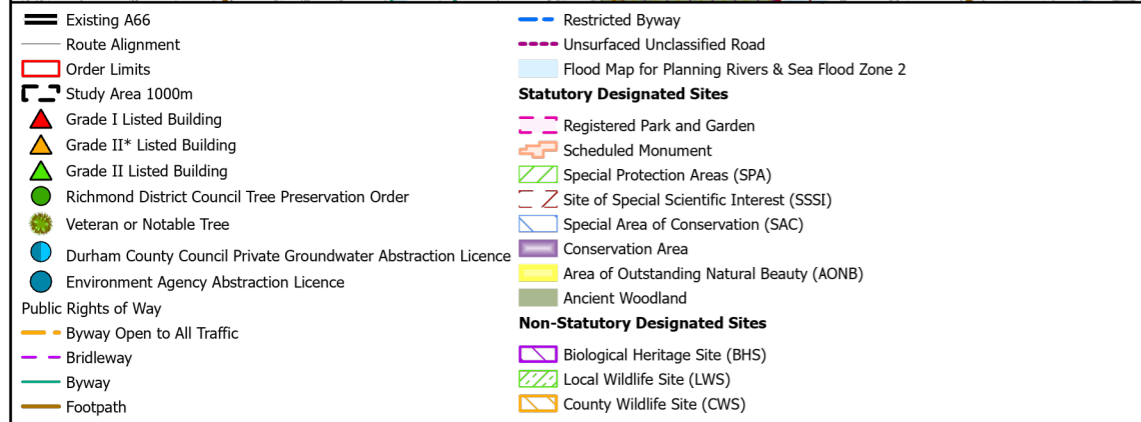 Existing A66
Route Alignment
Order Limits
Study Area 1000m
Grade I Listed Building
Grade II* Listed Building
Grade II Listed Building
Richmond District Council Tree Preservation Order
Veteran or Notable Tree
Durham County Council Private Groundwater Abstraction Licence
Environment Agency Abstraction Licence
Public Rights of Way
Byway Open to All Traffic
Bridleway
Byway
Footpath
Restricted Byway
Unsurfaced Unclassified Road
Flood Map for Planning Rivers & Sea Flood Zone 2
Statutory Designated Sites
Registered Park and Garden
Scheduled Monument
Special Protection Areas (SPA)
Site of Special Scientific Interest (SSSI)
Special Area of Conservation (SAC)
Conservation Area
Area of Outstanding Natural Beauty (AONB)
Ancient Woodland
Non-Statutory Designated Sites
Biological Heritage Site (BHS)
Local Wildlife Site (LWS)
County Wildlife Site (CWS)